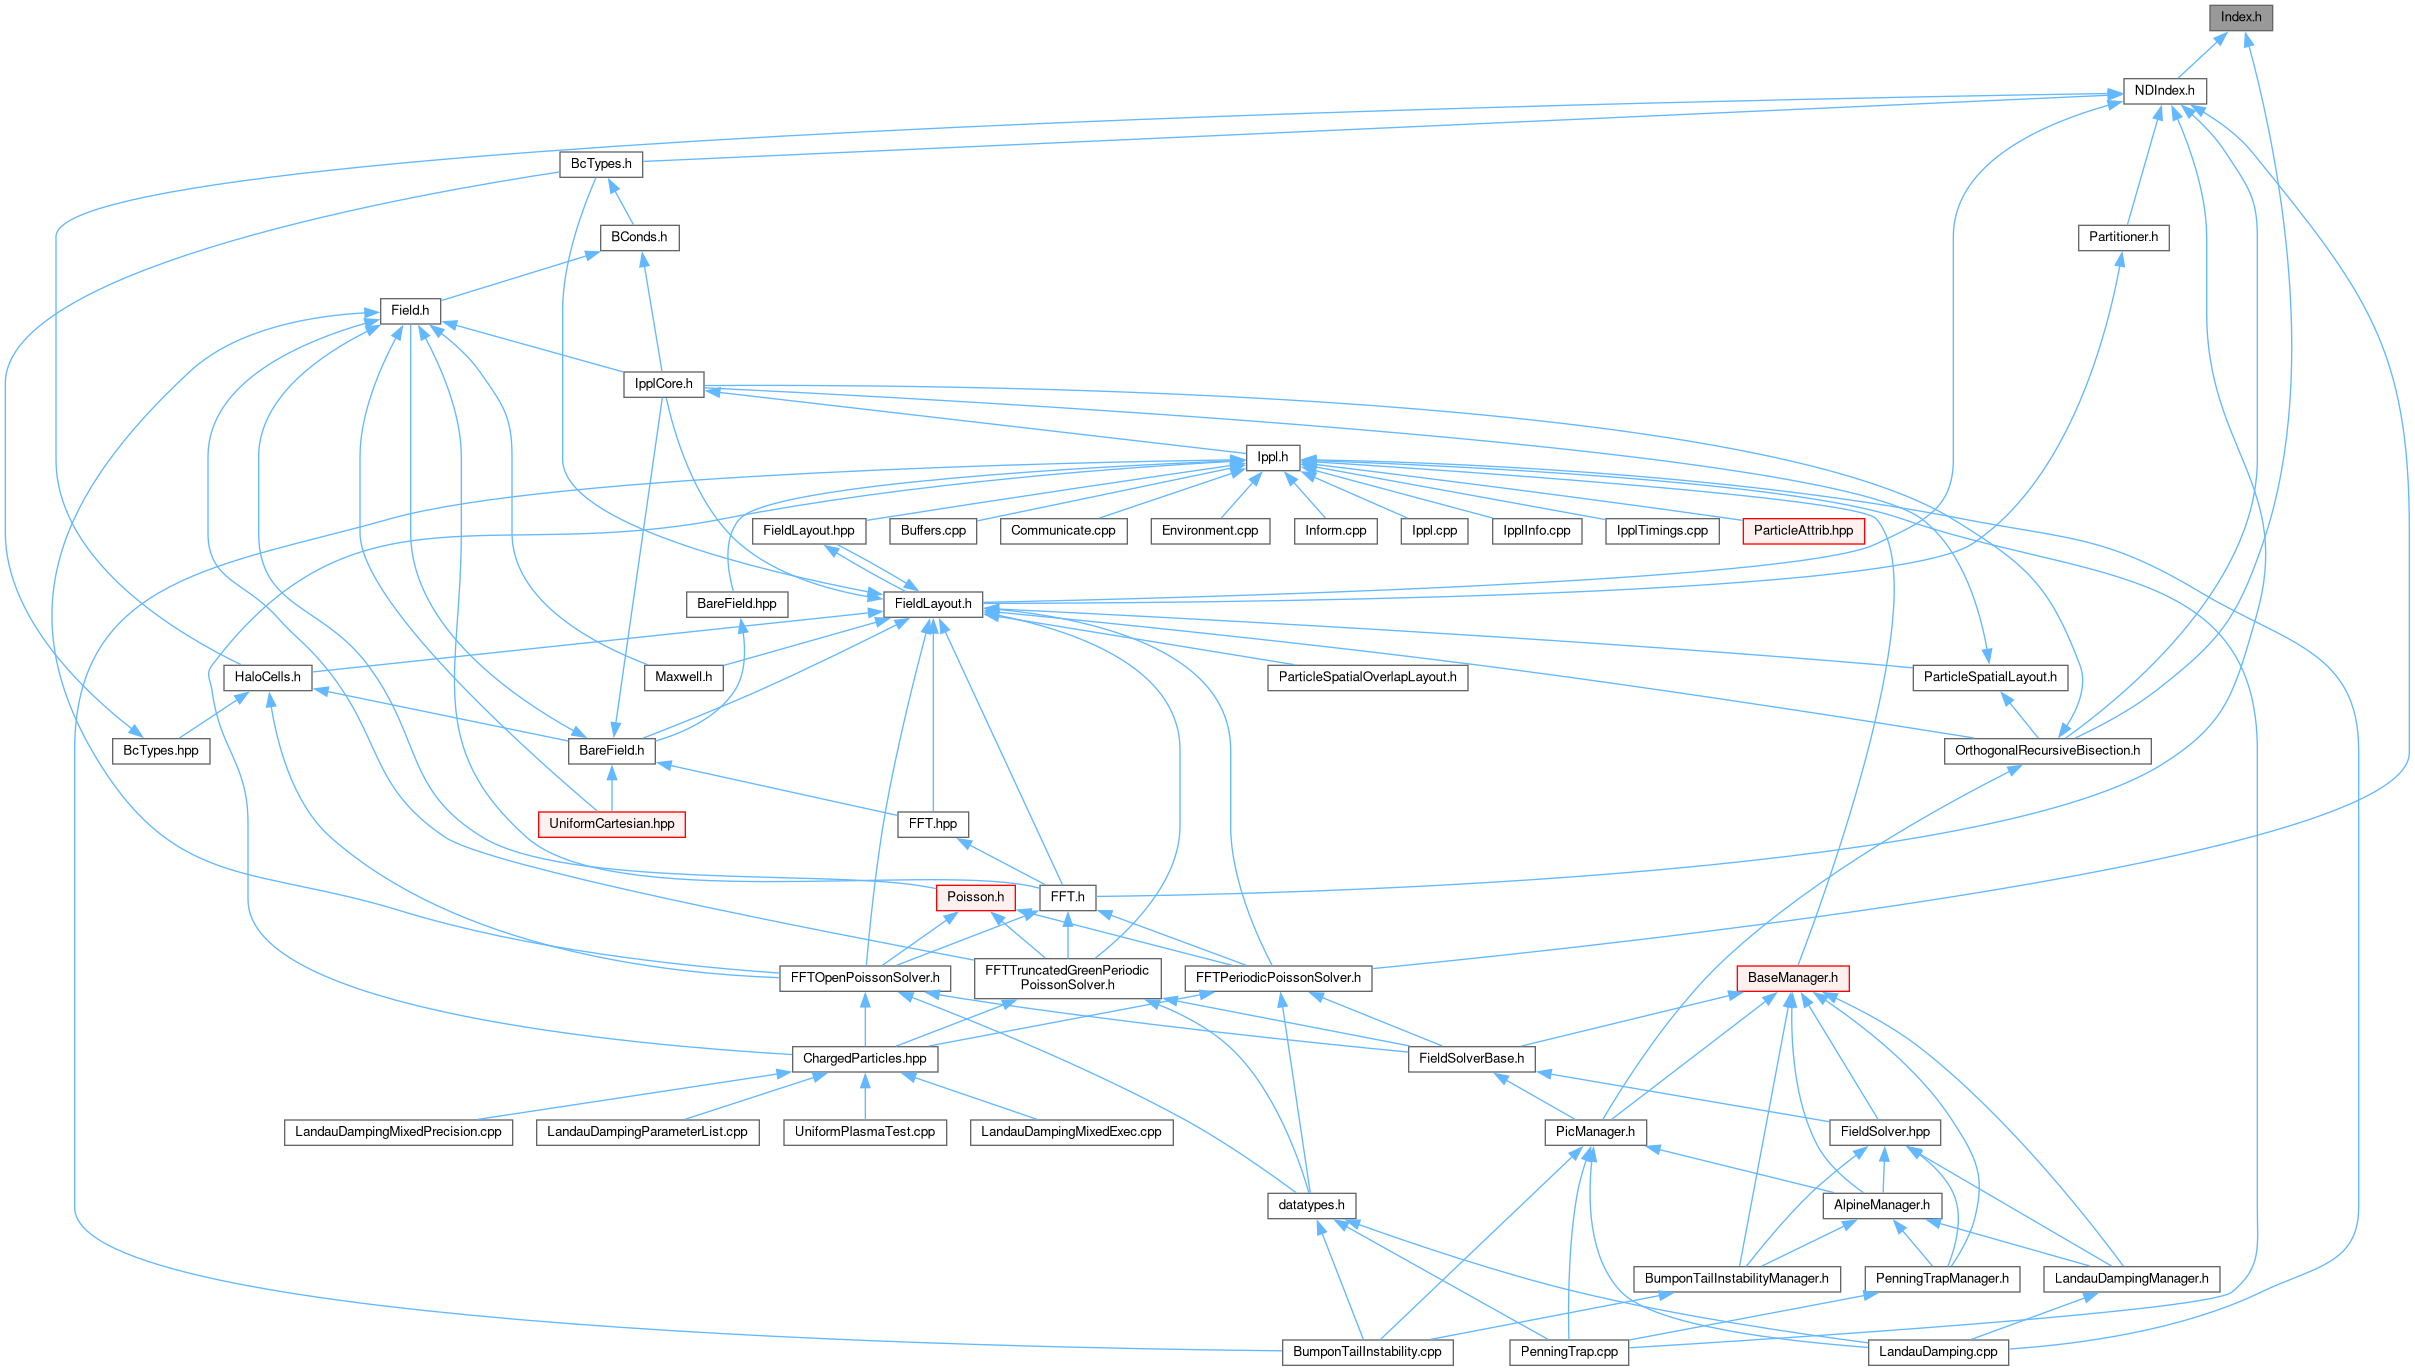 Index.h
NDIndex.h
BcTypes.h
BConds.h
Partitioner.h
Field.h
IpplCore.h
Ippl.h
FieldLayout.hpp
Buffers.cpp
Communicate.cpp
Environment.cpp
Inform.cpp
Ippl.cpp
IpplInfo.cpp
IpplTimings.cpp
ParticleAttrib.hpp
BareField.hpp
FieldLayout.h
HaloCells.h
Maxwell.h
ParticleSpatialOverlapLayout.h
ParticleSpatialLayout.h
BcTypes.hpp
BareField.h
OrthogonalRecursiveBisection.h
UniformCartesian.hpp
FFT.hpp
Poisson.h
FFT.h
FFTOpenPoissonSolver.h
FFTTruncatedGreenPeriodic
PoissonSolver.h
FFTPeriodicPoissonSolver.h
BaseManager.h
ChargedParticles.hpp
FieldSolverBase.h
LandauDampingMixedPrecision.cpp
LandauDampingParameterList.cpp
UniformPlasmaTest.cpp
LandauDampingMixedExec.cpp
PicManager.h
FieldSolver.hpp
datatypes.h
AlpineManager.h
BumponTailInstabilityManager.h
PenningTrapManager.h
LandauDampingManager.h
BumponTailInstability.cpp
PenningTrap.cpp
LandauDamping.cpp